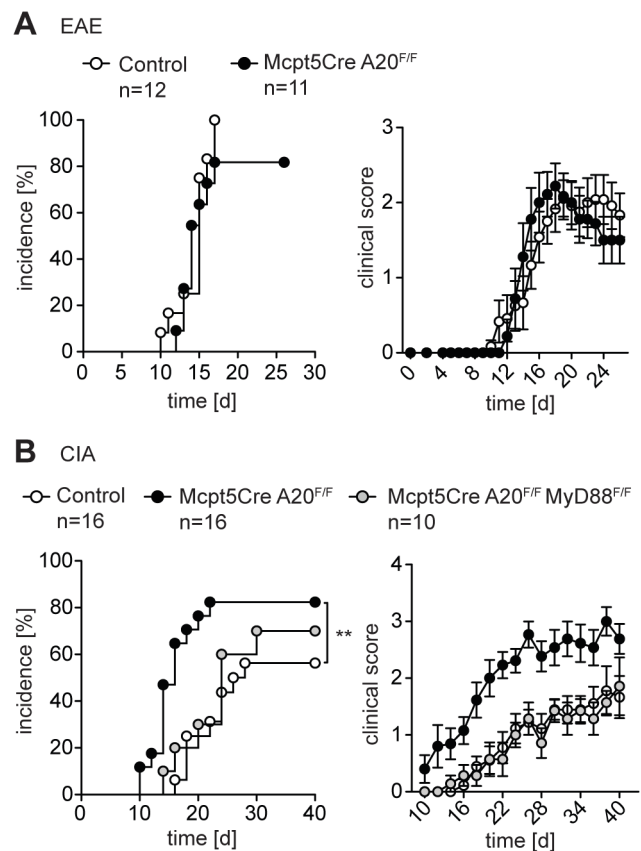 A EAE
Control Mcpt5Cre A20F/F
n=12 n=11
incidence [%]
100
80
60
40
20
0
0 5 10 15 20 25 30
time [d]
clinical score
3
2
1
0
0 4 8 12 16 20 24
time [d]
B CIA
Control Mcpt5Cre A20F/F Mcpt5Cre A20F/F MyD88F/F
n=16 n=16 n=10
incidence [%]
100
80
60
40
20
0
**
0 10 20 30 40
time [d]
clinical score
4
3
2
1
0
10 16 22 28 34 40
time [d]